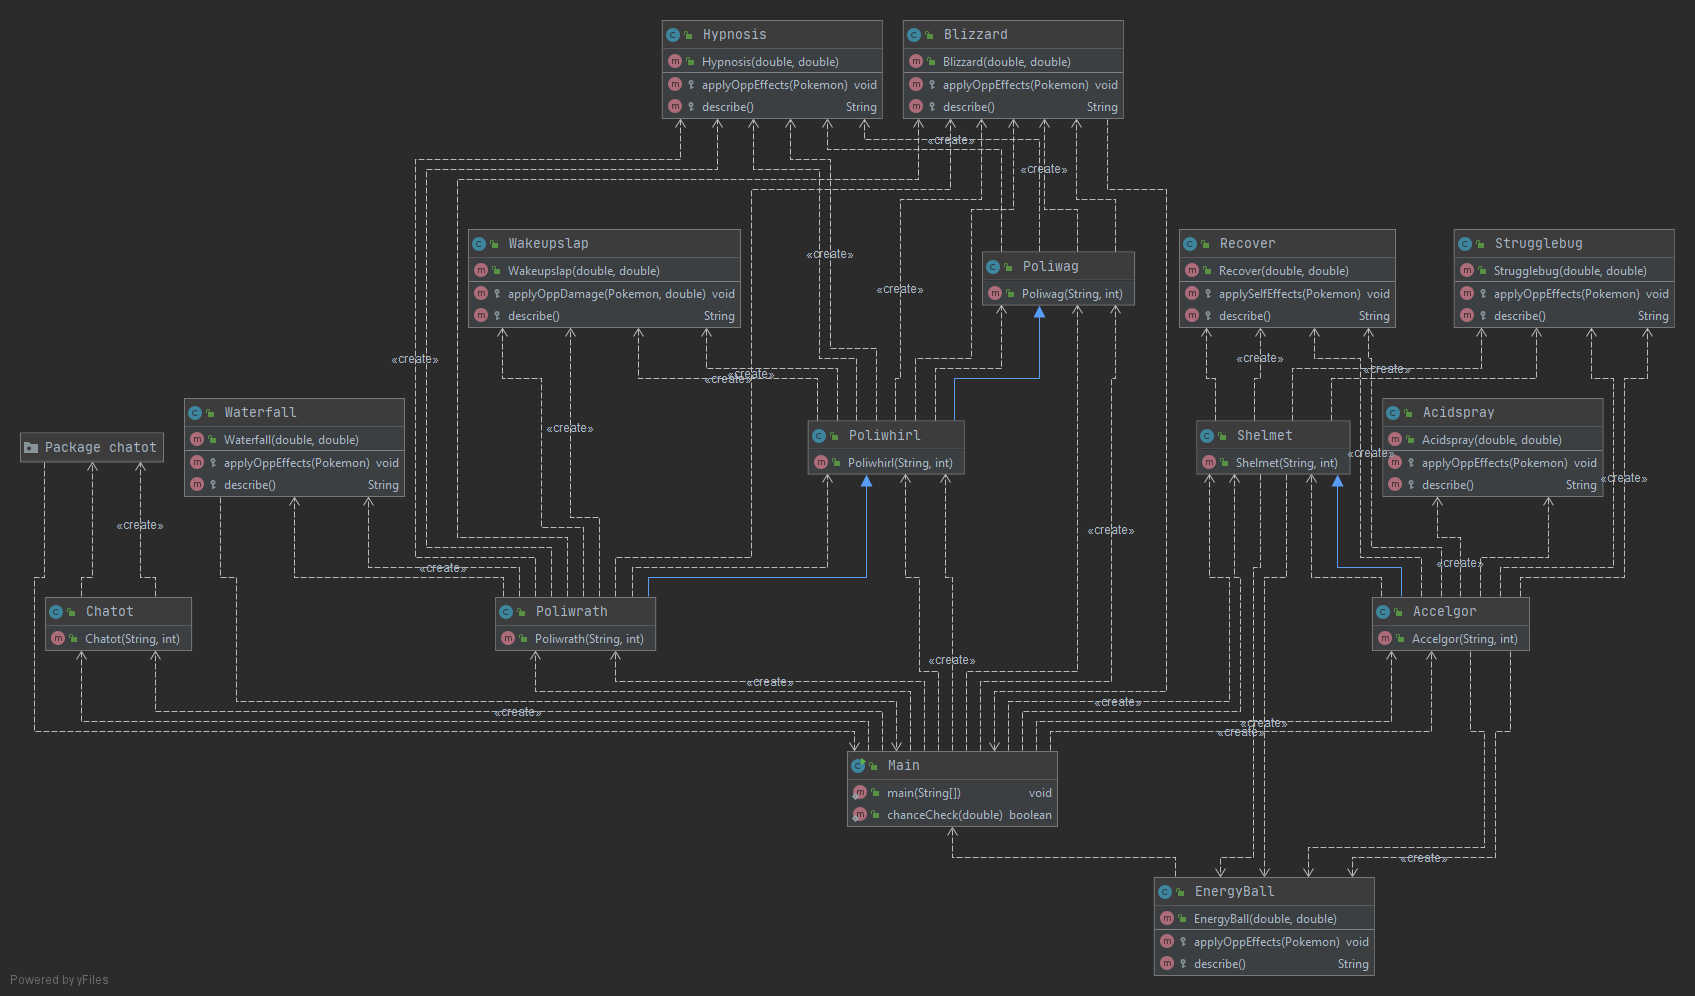 Hypnosis
Hypnosis(double, double)
applyOppEffects(Pokemon) void
describe() String
Blizzard
Blizzard(double, double)
applyOppEffects(Pokemon) void
describe() String
«create»
«create»
Wakeupslap
Wakeupslap(double, double)
applyOppDamage(Pokemon, double) void
describe() String
«create»
«create»
Poliwag
Poliwag(String, int)
Recover
Recover(double, double)
applySelfEffects(Pokemon) void
describe() String
Strugglebug
Strugglebug(double, double)
applyOppEffects(Pokemon) void
describe() String
«create»
«create»
«create»
«create»
«create»
Waterfall
Waterfall(double, double)
applyOppEffects(Pokemon) void
describe() String
Package chatot
«create»
«create»
Poliwhirl
Poliwhirl(String, int)
Shelmet
Shelmet(String, int)
«create»
Acidspray
Acidspray(double, double)
applyOppEffects(Pokemon) void
describe() String
«create»
«create»
«create»
«create»
Chatot
Chatot(String, int)
Poliwrath
Poliwrath(String, int)
Accelgor
Accelgor(String, int)
«create»
«create»
«create»
«create»
«create»
«create»
Main
main(String[]) void
chanceCheck(double) boolean
«create»
EnergyBall
EnergyBall(double, double)
applyOppEffects(Pokemon) void
describe() String
Powered by yFiles